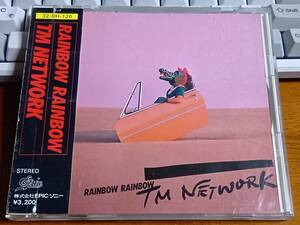 32・8H-128
RAINBOW RAINBOW
TM NETWORK
STEREO
Epic
株式会社EPIC・ソニー
¥3,200
RAINBOW RAINBOW
TM NETWORK